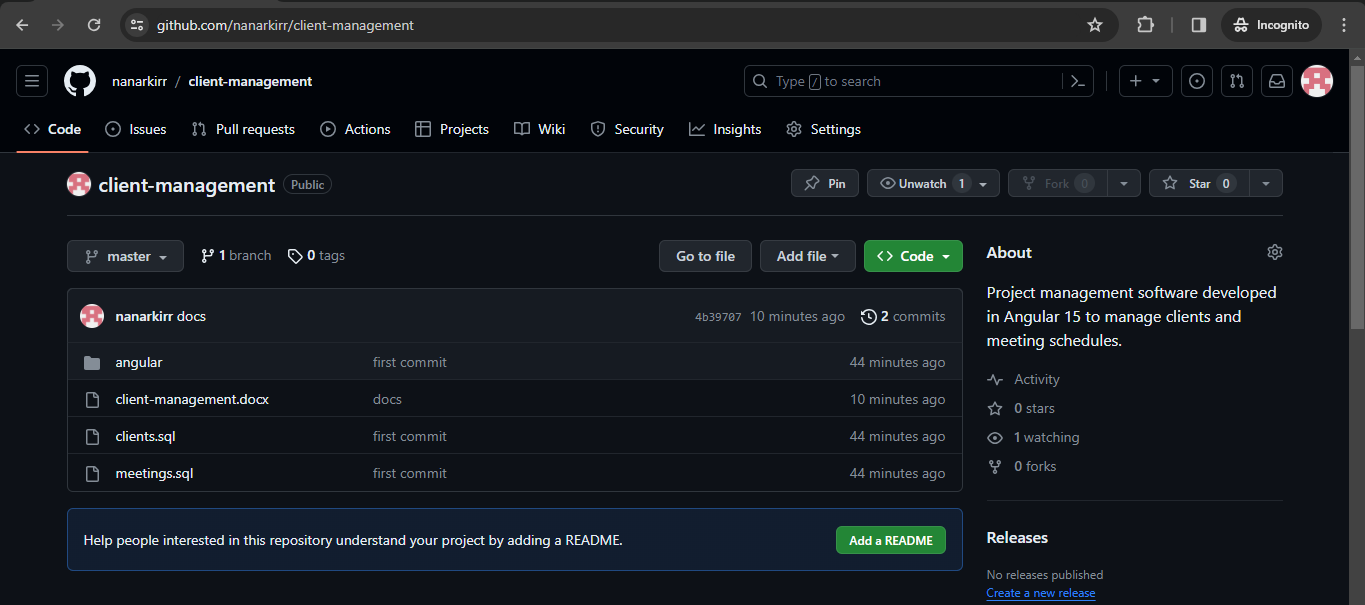 github.com/nanarkirr/client-management Incognito
nanarkirr / client-management Type / to search
Code Issues Pull requests Actions Projects Wiki Security Insights Settings
client-management Public Pin Unwatch 1 Fork 0 Star 0
master 1 branch 0 tags Go to file Add file Code
nanarkirr docs 4b39707 10 minutes ago 2 commits
angular first commit 44 minutes ago
client-management.docx docs 10 minutes ago
clients.sql first commit 44 minutes ago
meetings.sql first commit 44 minutes ago
Help people interested in this repository understand your project by adding a README. Add a README
About
Project management software developed
in Angular 15 to manage clients and
meeting schedules.
Activity
0 stars
1 watching
0 forks
Releases
No releases published
Create a new release